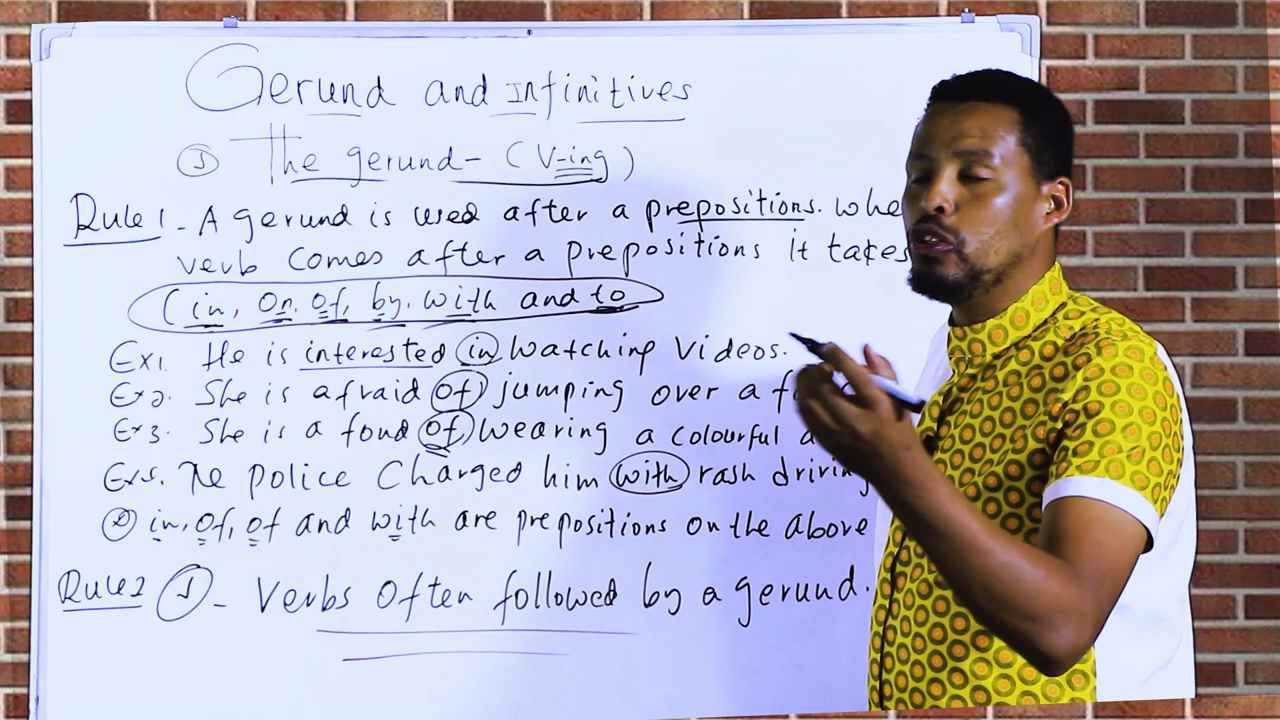 Gerund and Infinitives
① The gerund- (V-ing)
Rule 1 - A gerund is used after a prepositions. Whe
verb comes after a prepositions it takes
(in, On, of, by, with and to
Ex1. He is interested in watching Videos.
Ex2. She is afraid of jumping over a f
Ex3. She is a fond of wearing a colourful
Ex5. The police Charged him with rash driving
② in, of, of and with are prepositions on the above
Rule 2 ① - Verbs Often followed by a gerund.